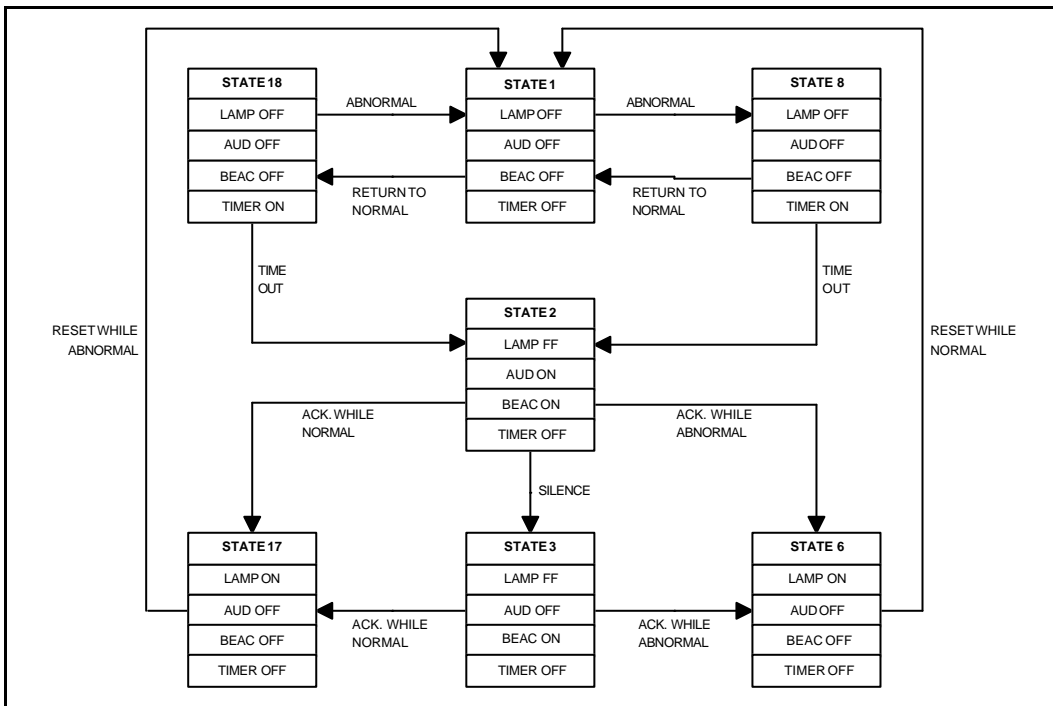 STATE 18
LAMP OFF
AUD OFF
BEAC OFF
TIMER ON
ABNORMAL
RETURN TO
NORMAL
STATE 1
LAMP OFF
AUD OFF
BEAC OFF
TIMER OFF
ABNORMAL
RETURN TO
NORMAL
STATE 8
LAMP OFF
AUD OFF
BEAC OFF
TIMER ON
TIME
OUT
TIME
OUT
RESET WHILE
ABNORMAL
STATE 2
LAMP FF
AUD ON
BEAC ON
TIMER OFF
RESET WHILE
NORMAL
ACK. WHILE
NORMAL
ACK. WHILE
ABNORMAL
SILENCE
STATE 17
LAMP ON
AUD OFF
BEAC OFF
TIMER OFF
ACK. WHILE
NORMAL
STATE 3
LAMP FF
AUD OFF
BEAC ON
TIMER OFF
ACK. WHILE
ABNORMAL
STATE 6
LAMP ON
AUD OFF
BEAC OFF
TIMER OFF